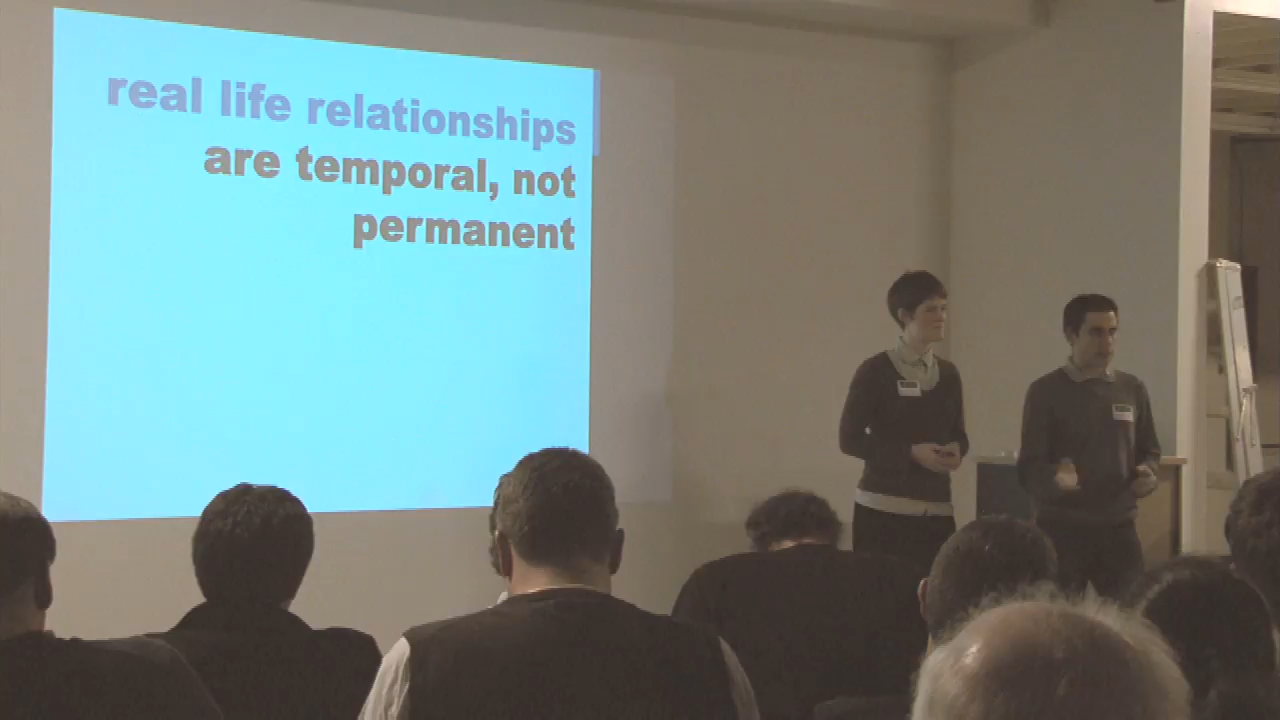 real life relationships
are temporal, not
permanent